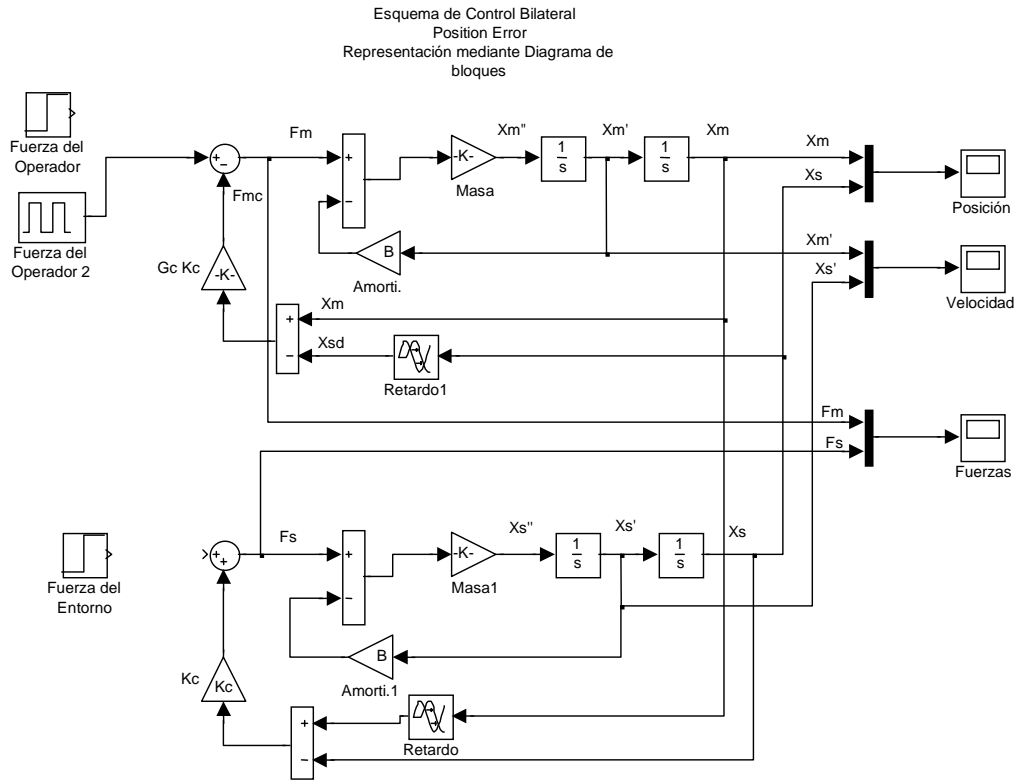 Esquema de Control Bilateral
Position Error
Representación mediante Diagrama de
bloques
Fuerza del
Operador
Fuerza del
Operador 2
+
−
Fmc
Gc Kc
-K-
Fm
+
−
-K-
Masa
Xm''
1
s
Xm'
1
s
Xm
B
Amorti.
Xm
Xs
Posición
Xm'
Xs'
Velocidad
+
−
Xm
Xsd
Retardo1
Fm
Fs
Fuerzas
Fuerza del
Entorno
+
+
Fs
+
−
-K-
Masa1
Xs''
1
s
Xs'
1
s
Xs
B
Amorti.1
Kc
Kc
+
−
Retardo